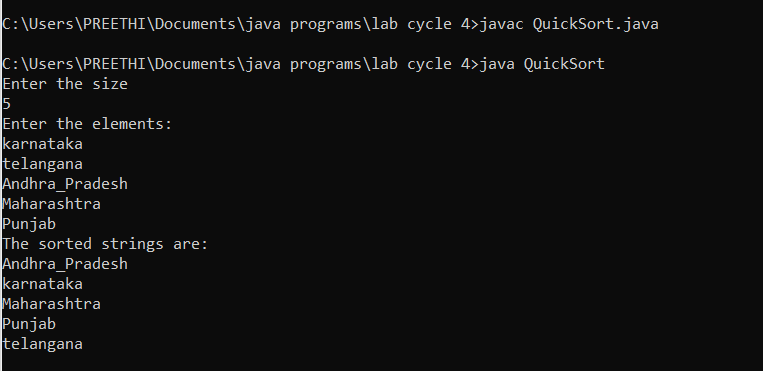 C:\Users\PREETHI\Documents\java programs\lab cycle 4>javac QuickSort.java
C:\Users\PREETHI\Documents\java programs\lab cycle 4>java QuickSort
Enter the size
5
Enter the elements:
karnataka
telangana
Andhra_Pradesh
Maharashtra
Punjab
The sorted strings are:
Andhra_Pradesh
karnataka
Maharashtra
Punjab
telangana